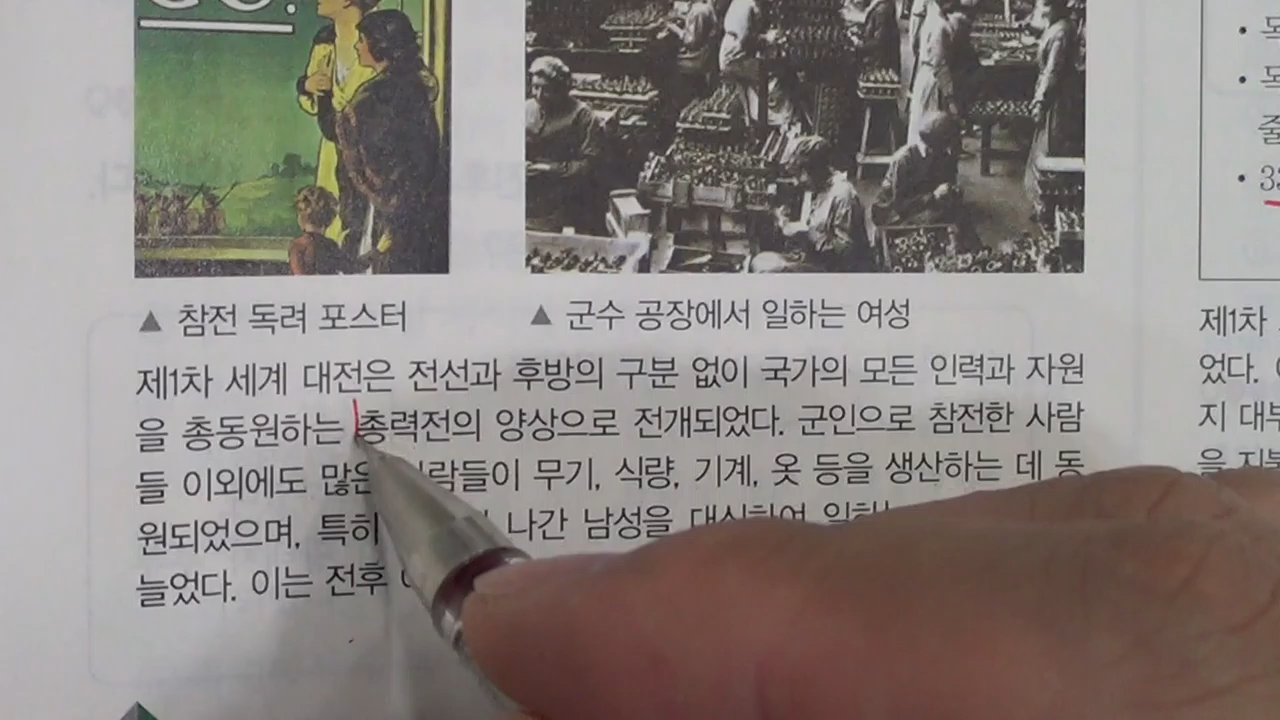 GO!
▲ 참전 독려 포스터
▲ 군수 공장에서 일하는 여성
제1차 세계 대전은 전선과 후방의 구분 없이 국가의 모든 인력과 자원
을 총동원하는 총력전의 양상으로 전개되었다. 군인으로 참전한 사람
들 이외에도 많은 사람들이 무기, 식량, 기계, 옷 등을 생산하는 데 동
원되었으며, 특히 나간 남성을 대신하여
늘었다. 이는 전후
제1차
었다.
지 대부